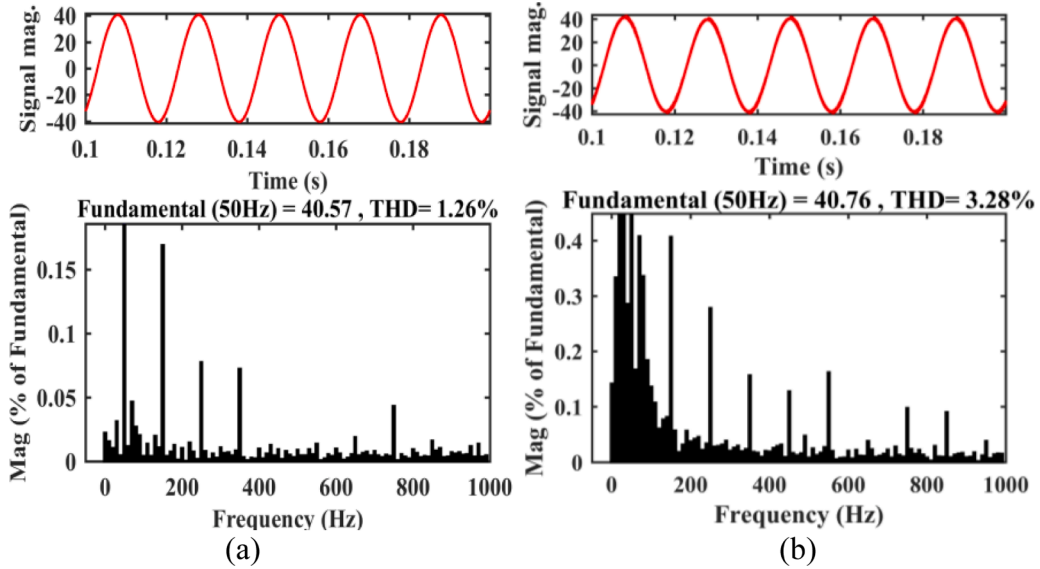 Signal mag.
40
20
0
-20
-40
0.1 0.12 0.14 0.16 0.18
Time (s)
Fundamental (50Hz) = 40.57 , THD= 1.26%
Mag (% of Fundamental)
0.15
0.1
0.05
0
0 200 400 600 800 1000
Frequency (Hz)
(a)
Signal mag.
40
20
0
-20
-40
0.1 0.12 0.14 0.16 0.18
Time (s)
Fundamental (50Hz) = 40.76 , THD= 3.28%
Mag (% of Fundamental)
0.4
0.3
0.2
0.1
0
0 200 400 600 800 1000
Frequency (Hz)
(b)